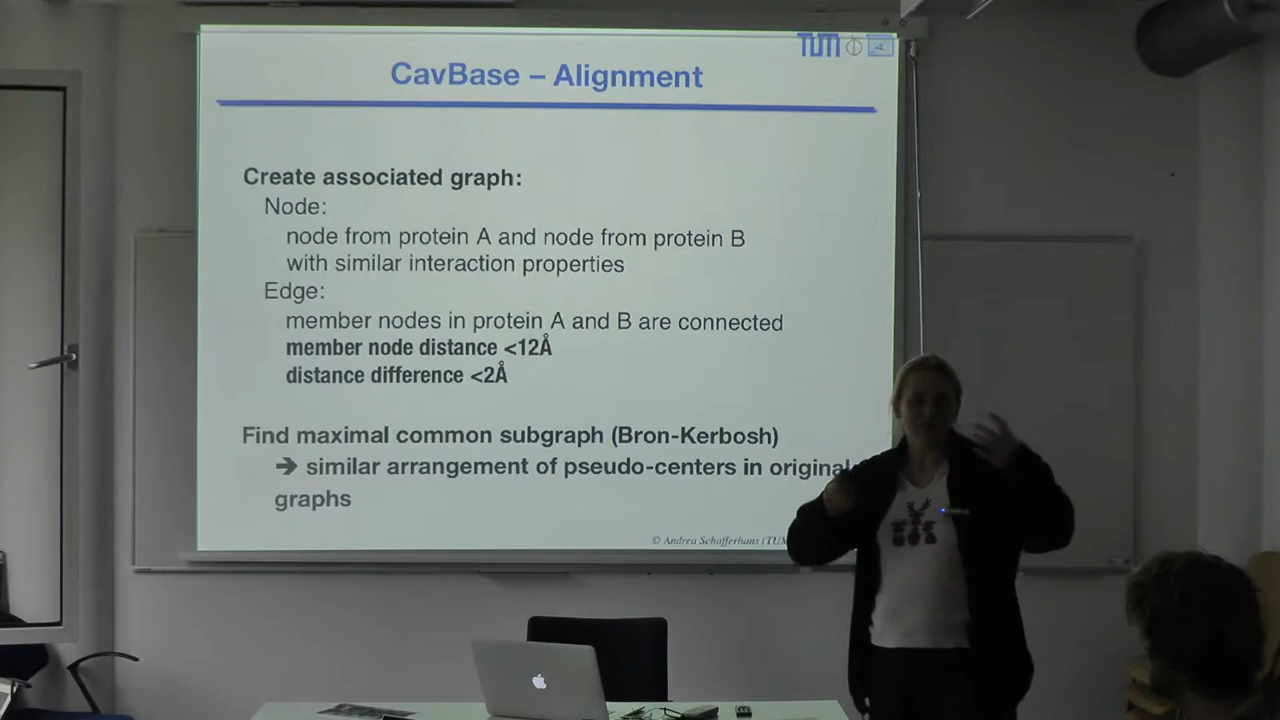 TUM
CavBase – Alignment
Create associated graph:
Node:
node from protein A and node from protein B
with similar interaction properties
Edge:
member nodes in protein A and B are connected
member node distance <12Å
distance difference <2Å
Find maximal common subgraph (Bron-Kerbosh)
➔ similar arrangement of pseudo-centers in original
graphs
© Andrea Schafferhans (TUM